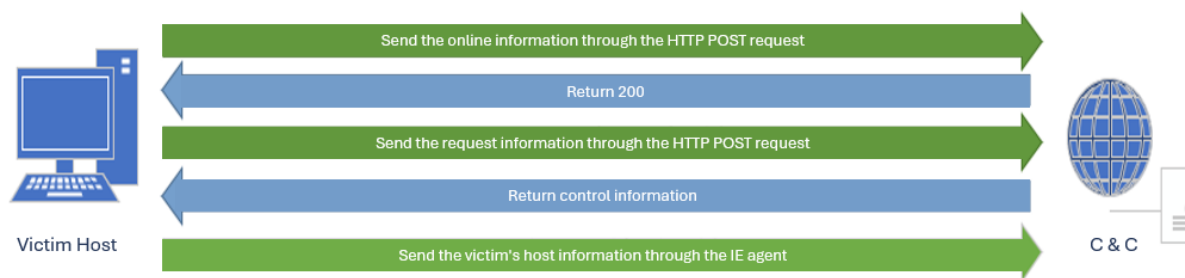 Send the online information through the HTTP POST request
Return 200
Send the request information through the HTTP POST request
Return control information
Victim Host
C & C
Send the victim's host information through the IE agent